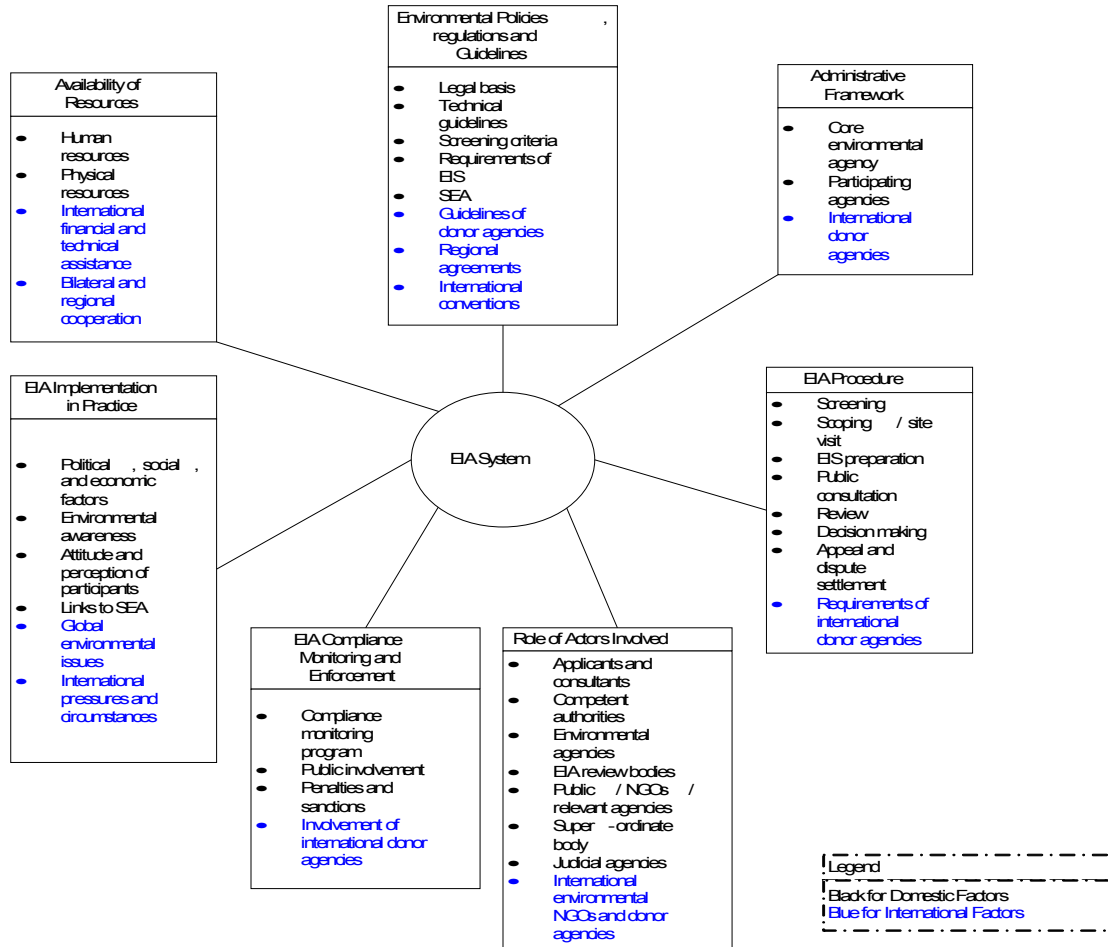 Environmental Policies ,
regulations and
Guidelines
● Legal basis
● Technical
guidelines
● Screening criteria
● Requirements of
EIS
● SEA
● Guidelines of
donor agencies
● Regional
agreements
● International
conventions
Availability of
Resources
● Human
resources
● Physical
resources
● International
financial and
technical
assistance
● Bilateral and
regional
cooperation
Administrative
Framework
● Core
environmental
agency
● Participating
agencies
● International
donor
agencies
EIA Implementation
in Practice
● Political , social ,
and economic
factors
● Environmental
awareness
● Attitude and
perception of
participants
● Links to SEA
● Global
environmental
issues
● International
pressures and
circumstances
EIA System
EIA Procedure
● Screening
● Scoping / site
visit
● EIS preparation
● Public
consultation
● Review
● Decision making
● Appeal and
dispute
settlement
● Requirements of
international
donor agencies
EIA Compliance
Monitoring and
Enforcement
● Compliance
monitoring
program
● Public involvement
● Penalties and
sanctions
● Involvement of
international donor
agencies
Role of Actors Involved
● Applicants and
consultants
● Competent
authorities
● Environmental
agencies
● EIA review bodies
● Public / NGOs /
relevant agencies
● Super -ordinate
body
● Judicial agencies
● International
environmental
NGOs and donor
agencies
Legend
Black for Domestic Factors
Blue for International Factors